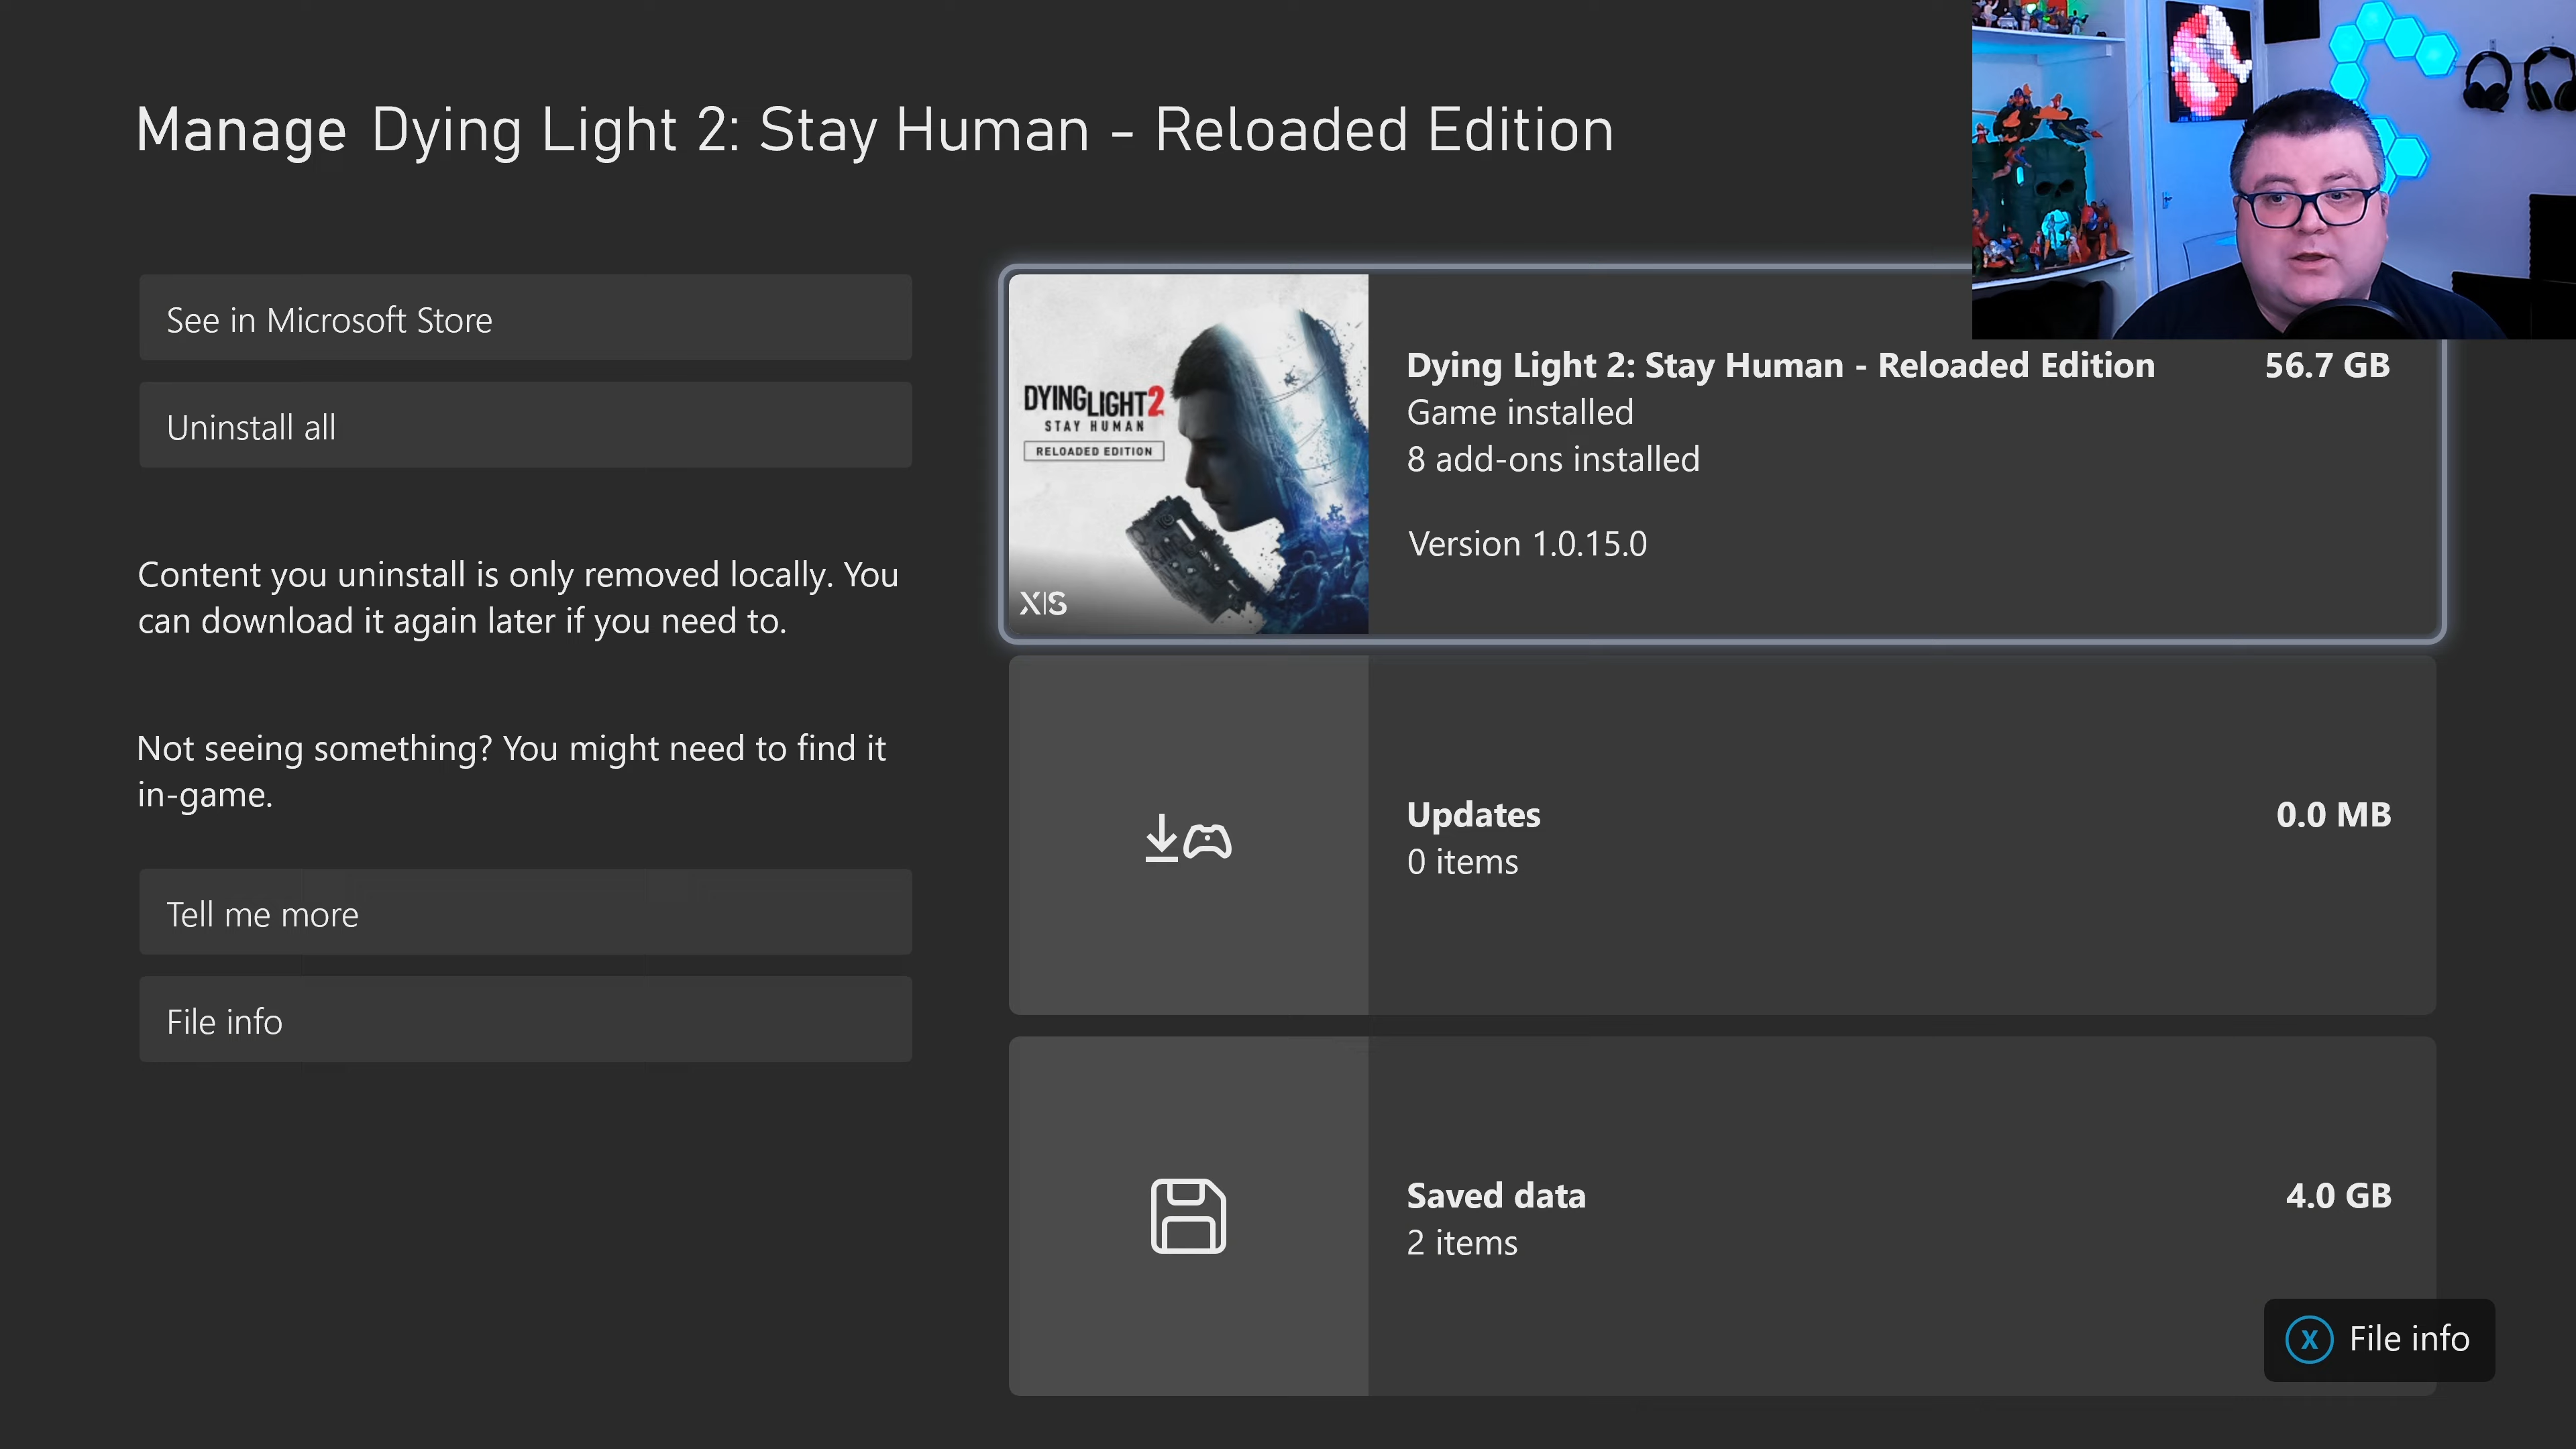 Manage Dying Light 2: Stay Human - Reloaded Edition
See in Microsoft Store
Uninstall all
Content you uninstall is only removed locally. You
can download it again later if you need to.
Not seeing something? You might need to find it
in-game.
Tell me more
File info
DYING LIGHT 2
STAY HUMAN
RELOADED EDITION
X|S
Dying Light 2: Stay Human - Reloaded Edition 56.7 GB
Game installed
8 add-ons installed
Version 1.0.15.0
Updates 0.0 MB
0 items
Saved data 4.0 GB
2 items
X File info